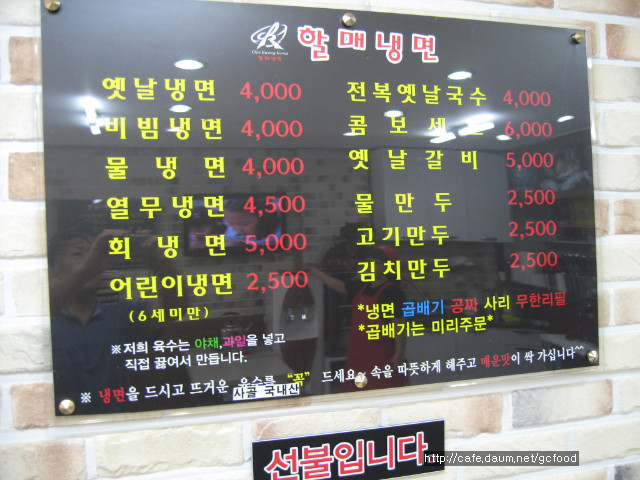 할매냉면
옛날냉면 4,000
비빔냉면 4,000
물냉면 4,000
열무냉면 4,500
회냉면 5,000
어린이냉면 2,500
(6세미만)
전복옛날국수 4,000
콤보세트 6,000
옛날갈비 5,000
물만두 2,500
고기만두 2,500
김치만두 2,500
*냉면 곱배기 공짜 사리 무한리필
*곱배기는 미리주문*
※저희 육수는 야채,과일을 넣고
직접 끓여서 만듭니다.
※ 냉면을 드시고 뜨거운 육수를 "꼭" 드세요~ 속을 따뜻하게 해주고 매운맛이 싹 가십니다^^
사골 국내산
선불입니다.
http://cafe.daum.net/gcfood